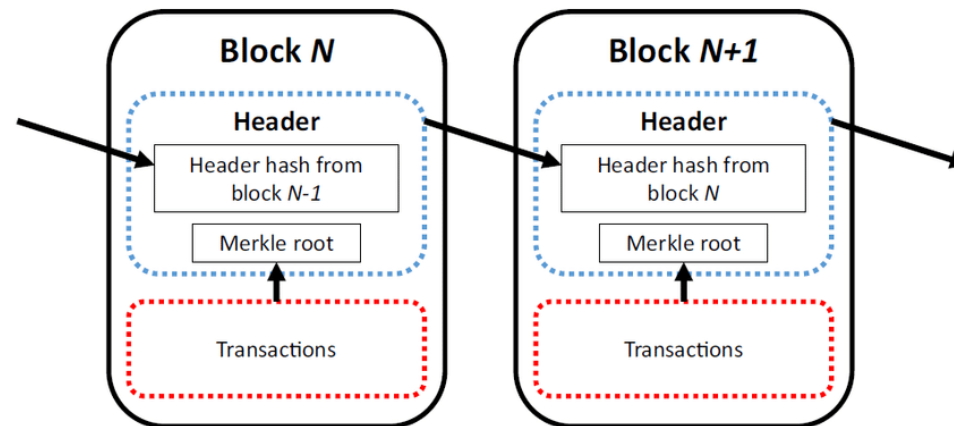 Block N
Header
Header hash from
block N-1
Merkle root
Transactions
Block N+1
Header
Header hash from
block N
Merkle root
Transactions